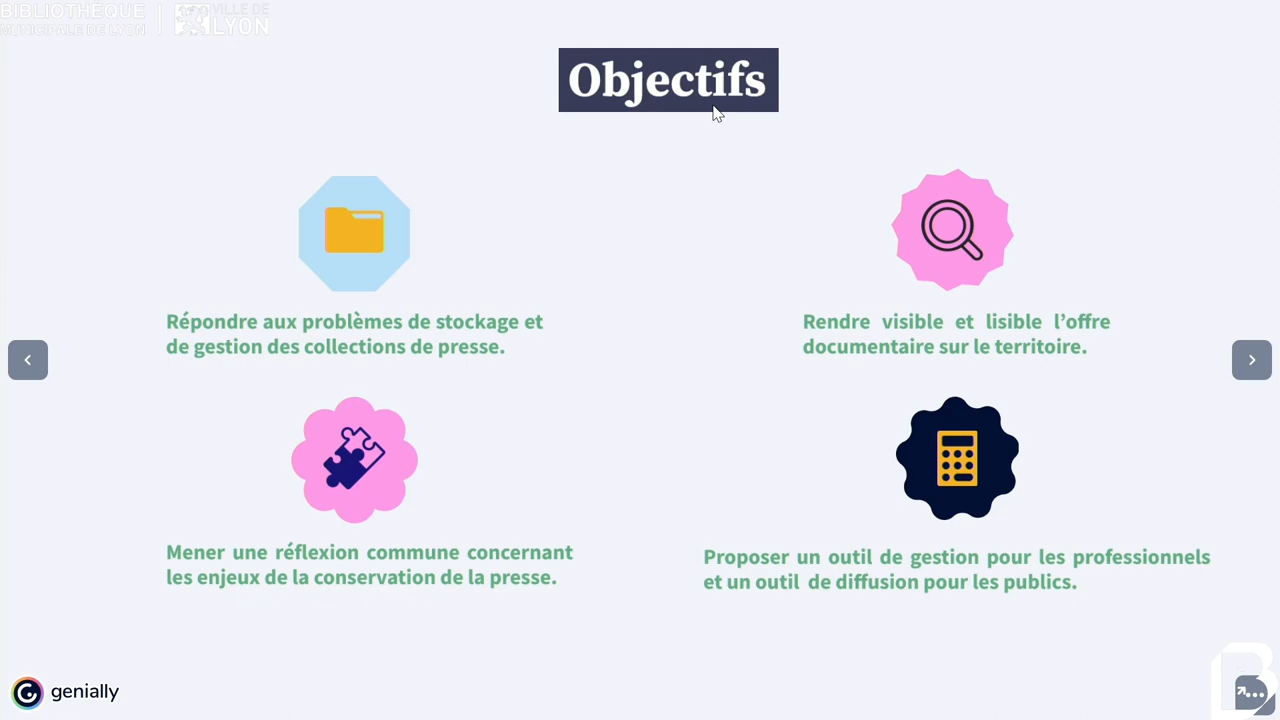 BIBLIOTHÈQUE
MUNICIPALE DE LYON
VILLE DE
LYON
Objectifs
Répondre aux problèmes de stockage et
de gestion des collections de presse.
Rendre visible et lisible l’offre
documentaire sur le territoire.
Mener une réflexion commune concernant
les enjeux de la conservation de la presse.
Proposer un outil de gestion pour les professionnels
et un outil de diffusion pour les publics.
genially